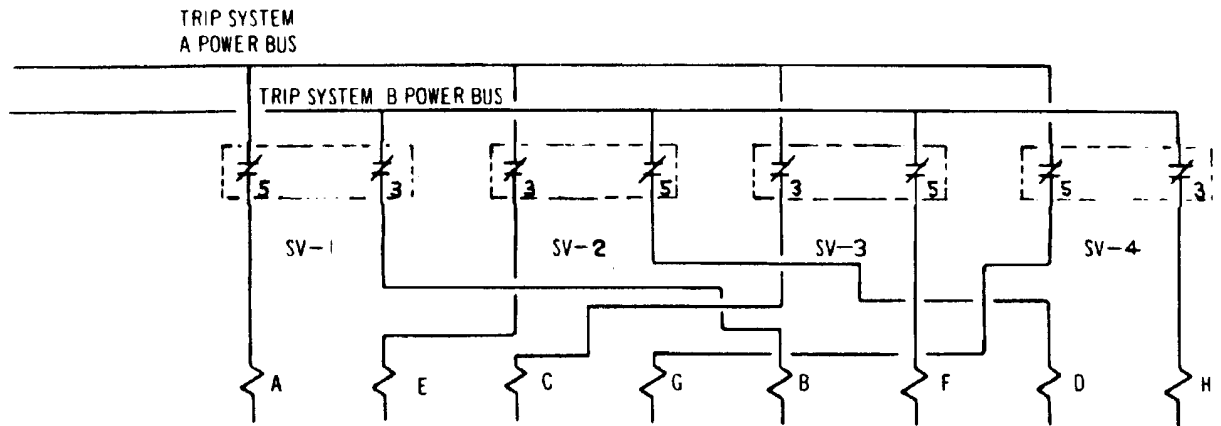 TRIP SYSTEM
A POWER BUS
TRIP SYSTEM B POWER BUS
5 3 3 5 3 5 5 3
SV-1 SV-2 SV-3 SV-4
A E C G B F D H